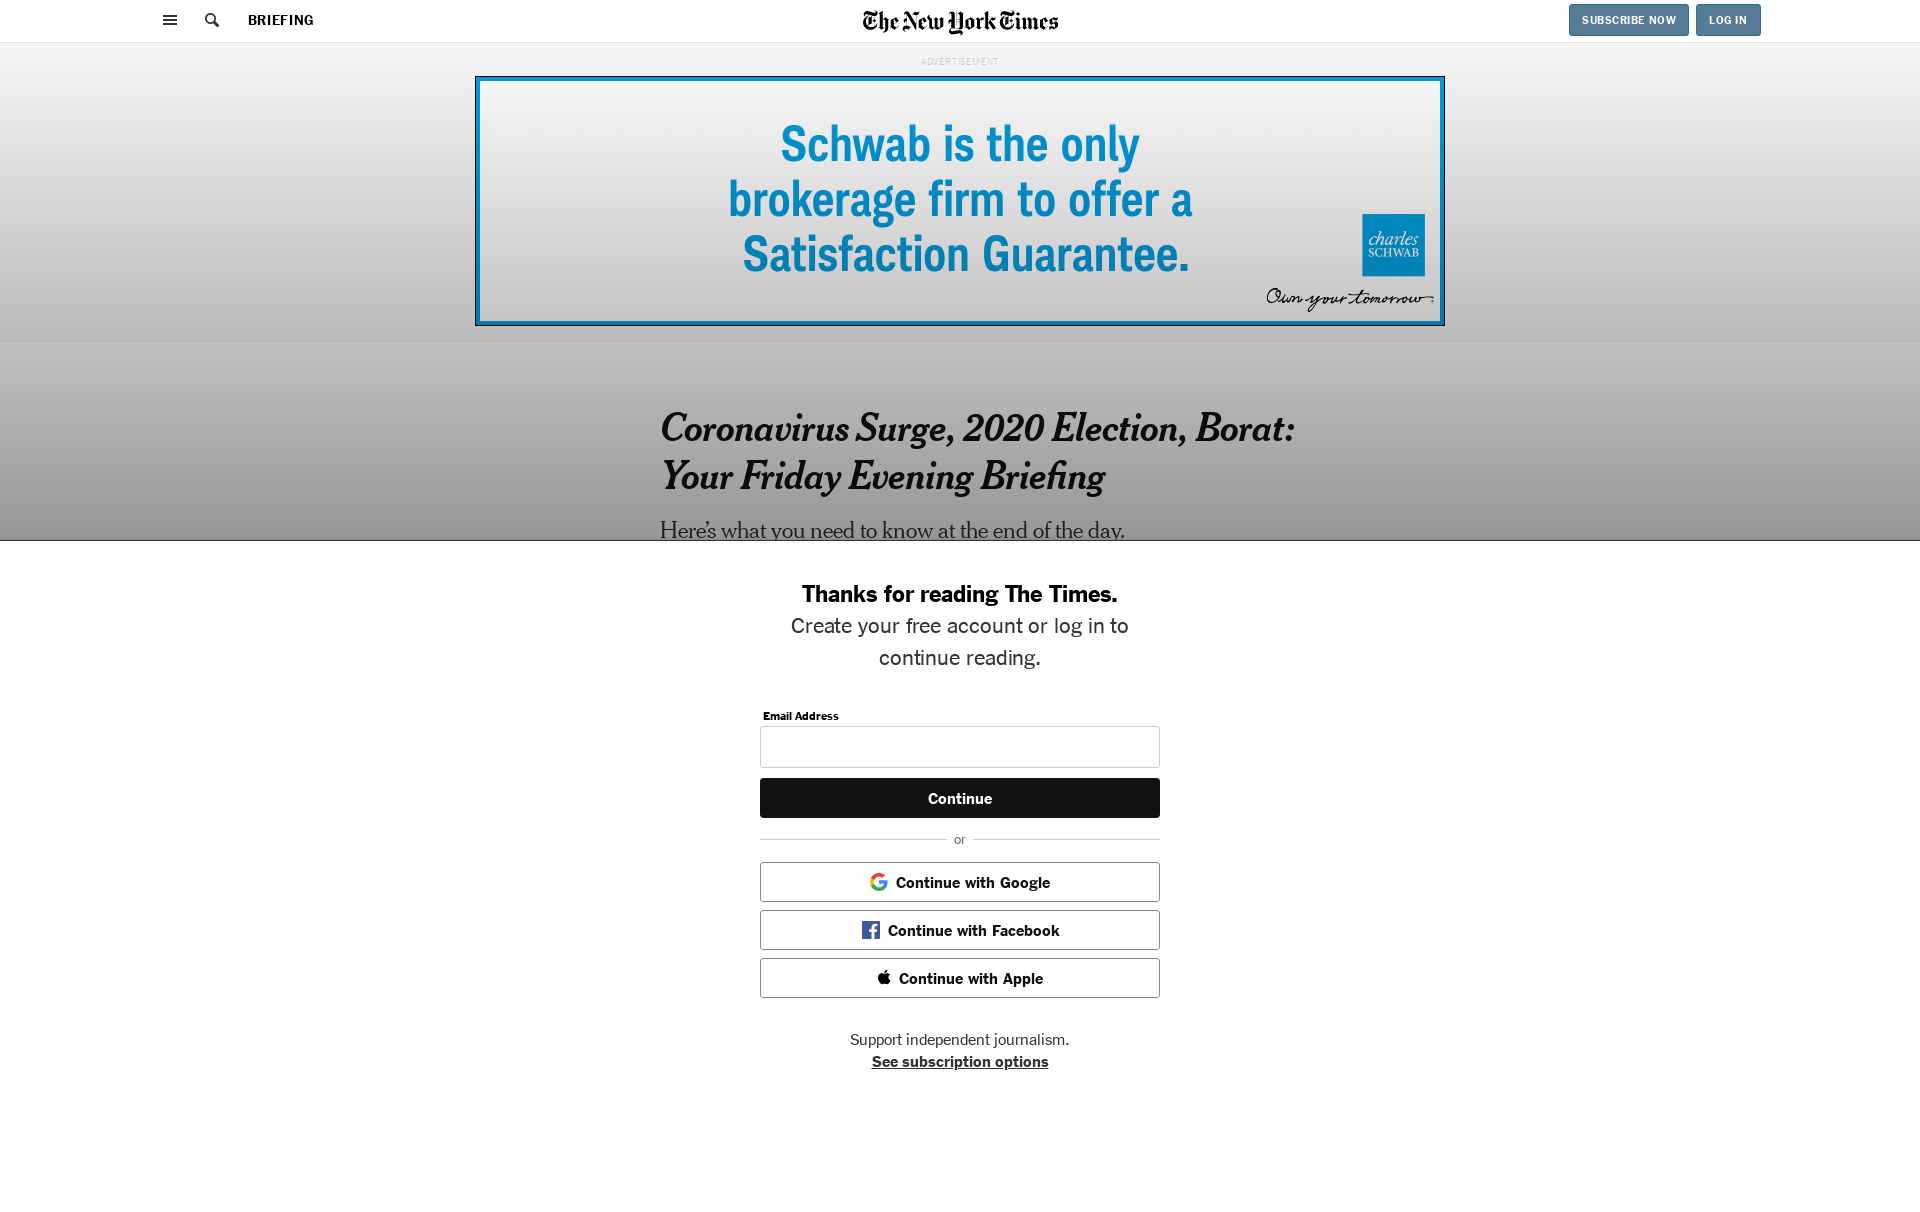 BRIEFING
The New York Times
SUBSCRIBE NOW
LOG IN
ADVERTISEMENT
Schwab is the only
brokerage firm to offer a
Satisfaction Guarantee.
charles
SCHWAB
Own your tomorrow
Coronavirus Surge, 2020 Election, Borat:
Your Friday Evening Briefing
Here’s what you need to know at the end of the day.
Thanks for reading The Times.
Create your free account or log in to
continue reading.
Email Address
Continue
or
Continue with Google
Continue with Facebook
Continue with Apple
Support independent journalism.
See subscription options